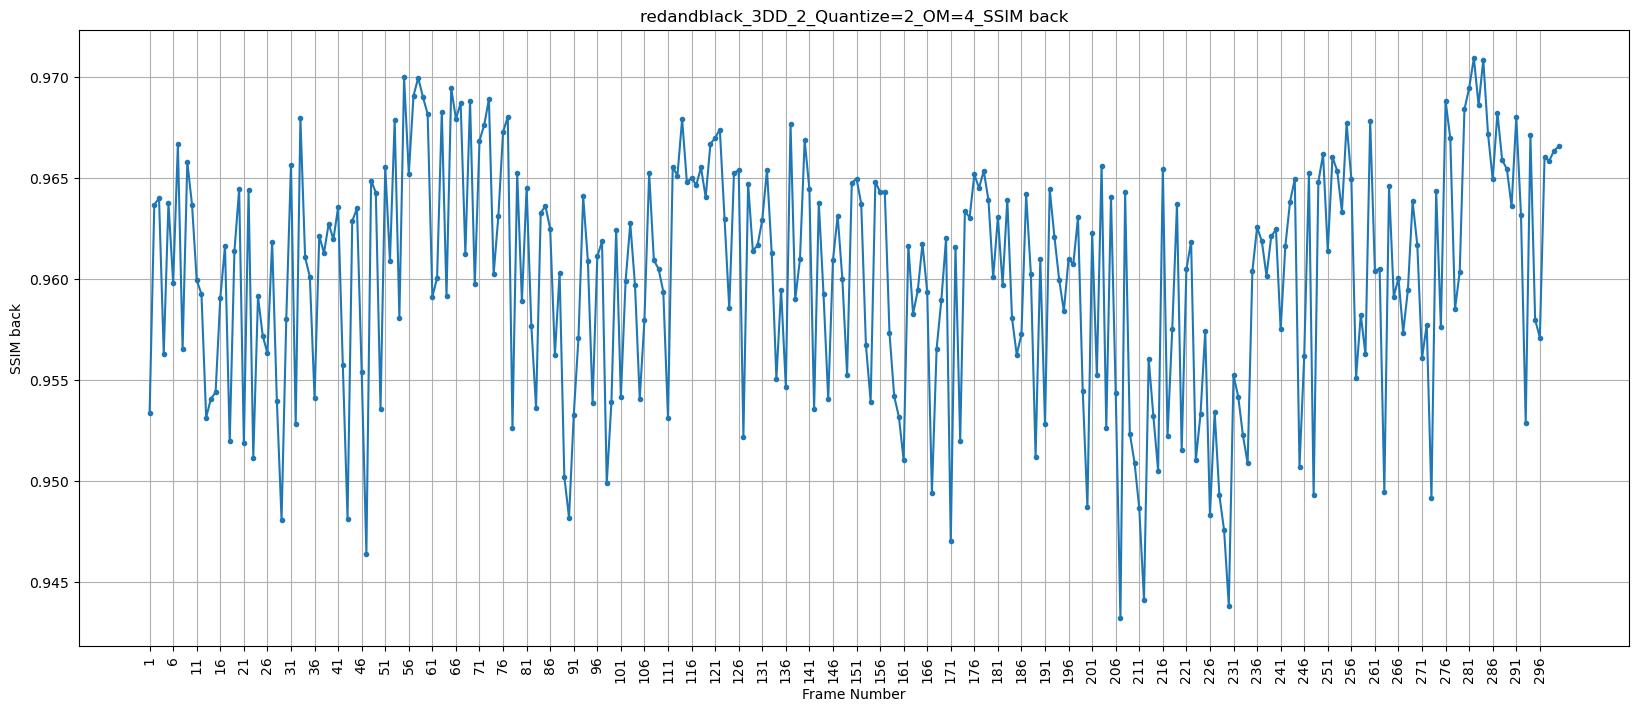 redandblack_3DD_2_Quantize=2_OM=4_SSIM back
0.970
0.965
0.960
0.955
0.950
0.945
SSIM back
1 6 11 16 21 26 31 36 41 46 51 56 61 66 71 76 81 86 91 96 101 106 111 116 121 126 131 136 141 146 151 156 161 166 171 176 181 186 191 196 201 206 211 216 221 226 231 236 241 246 251 256 261 266 271 276 281 286 291 296
Frame Number